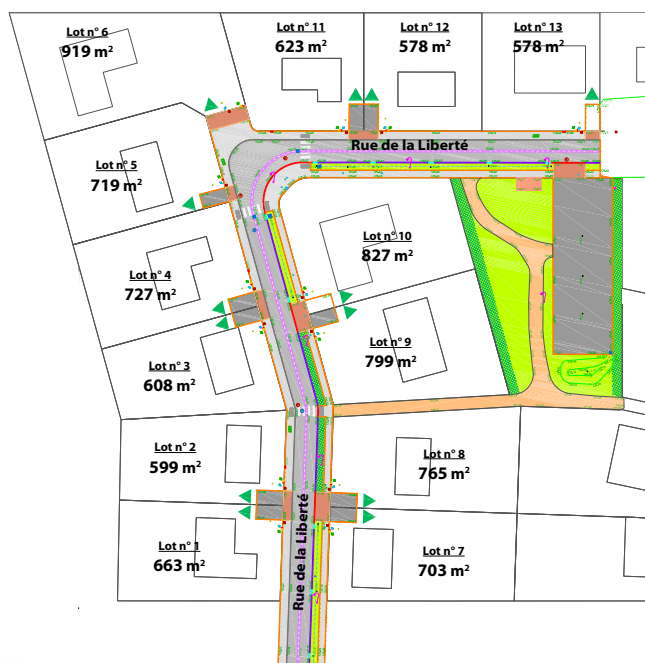 Lot n° 6
919 m²
Lot n° 11
623 m²
Lot n° 12
578 m²
Lot n° 13
578 m²
Rue de la Liberté
Lot n° 5
719 m²
Lot n° 10
827 m²
Lot n° 4
727 m²
Lot n° 9
799 m²
Lot n° 3
608 m²
Lot n° 2
599 m²
Lot n° 8
765 m²
Rue de la Liberté
Lot n° 1
663 m²
Lot n° 7
703 m²